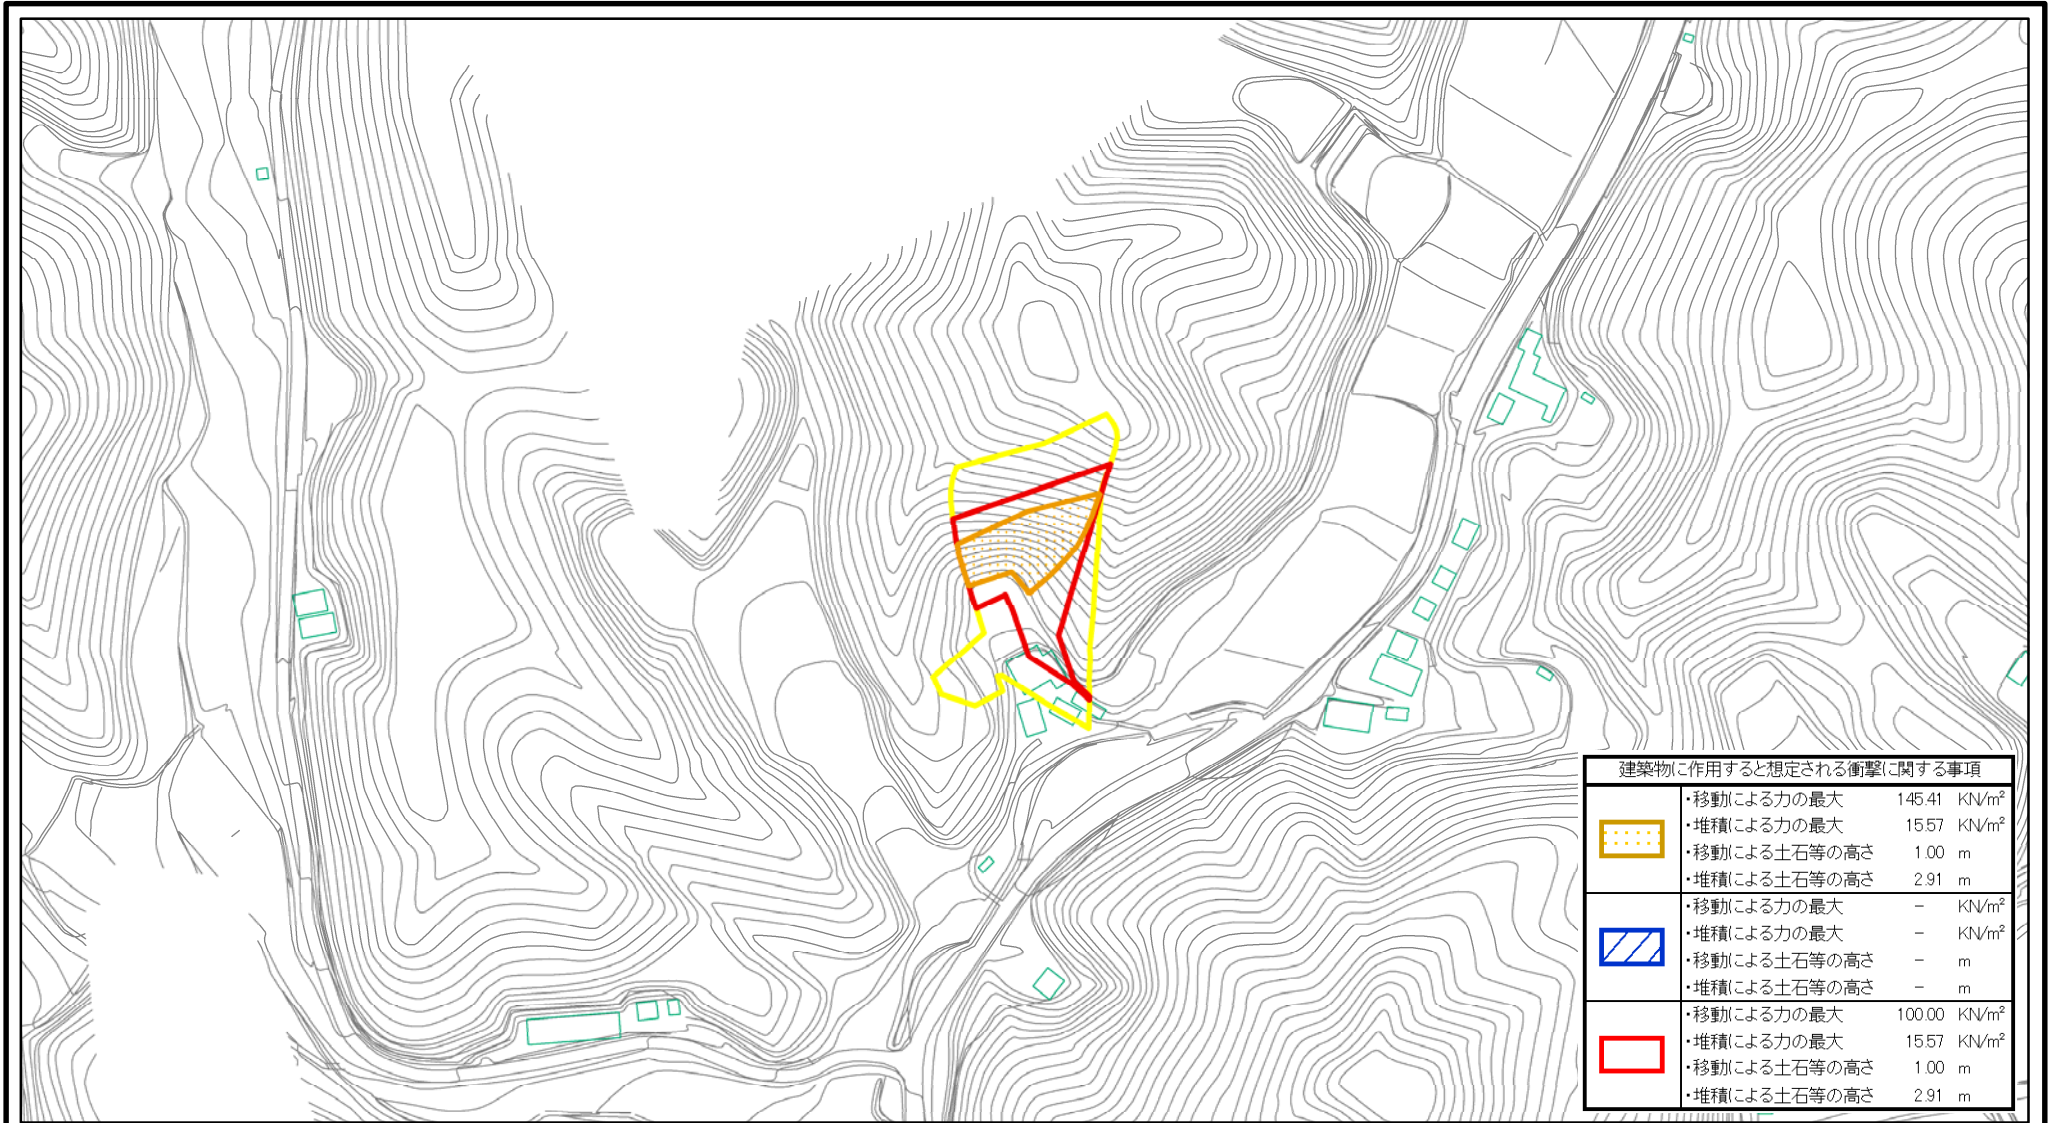 建築物に作用すると想定される衝撃に関する事項
・移動による力の最大 145.41 KN/m²
・堆積による力の最大 15.57 KN/m²
・移動による土石等の高さ 1.00 m
・堆積による土石等の高さ 2.91 m
・移動による力の最大 － KN/m²
・堆積による力の最大 － KN/m²
・移動による土石等の高さ － m
・堆積による土石等の高さ － m
・移動による力の最大 100.00 KN/m²
・堆積による力の最大 15.57 KN/m²
・移動による土石等の高さ 1.00 m
・堆積による土石等の高さ 2.91 m